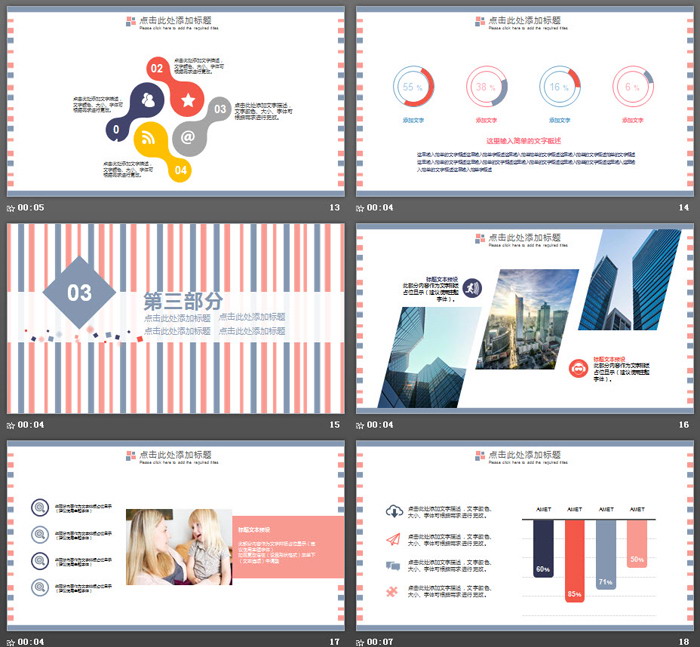 点击此处添加标题
Please click here to add the required titles
02
点击此处添加文字描述，
文字颜色、大小、字体可
根据需求进行更改。
点击此处添加文字描述，
文字颜色、大小、字体可
根据需求进行更改。
03
点击此处添加文字描述，
文字颜色、大小、字体可
根据需求进行更改。
0
@
点击此处添加文字描述，
文字颜色、大小、字体可
根据需求进行更改。
04
00:05
13
点击此处添加标题
Please click here to add the required titles
55 %
38 %
16 %
6 %
添加文字
添加文字
添加文字
添加文字
这里输入简单的文字概述
00:04
14
03
第三部分
点击此处添加标题 点击此处添加标题
点击此处添加标题 点击此处添加标题
00:04
15
点击此处添加标题
Please click here to add the required titles
标题文本预设
此部分内容作为文字排版
占位显示（建议使用主题
字体）。
标题文本预设
此部分内容作为文字排版
占位显示（建议使用主题
字体）。
00:04
16
点击此处添加标题
Please click here to add the required titles
标题文本预设
00:04
17
点击此处添加标题
Please click here to add the required titles
点击此处添加文字描述，文字颜色、
大小、字体可根据需求进行更改。
点击此处添加文字描述，文字颜色、
大小、字体可根据需求进行更改。
点击此处添加文字描述，文字颜色、
大小、字体可根据需求进行更改。
点击此处添加文字描述，文字颜色、
大小、字体可根据需求进行更改。
AMET AMET AMET AMET
60%
85%
71%
50%
00:07
18